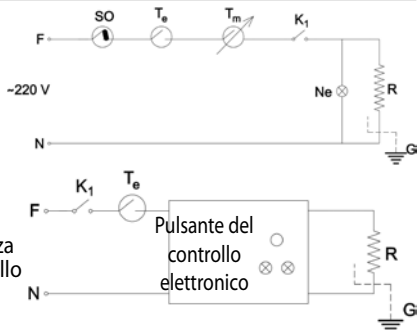 SO Te Tm K1
F
~220 V
Ne R
N
G
K1 Te
F
Pulsante del
controllo
elettronico
R
N
G